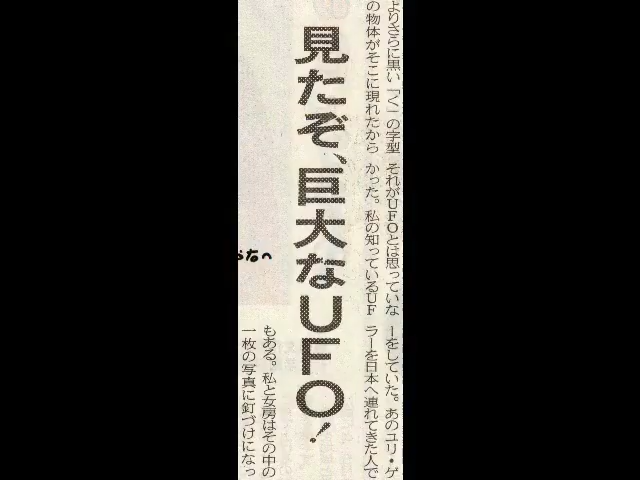 よりさらに黒い「く」の字型
の物体がそこに現れたから
それがUFOとは思っていな
かった。私の知っているUF
ーをしていた。あのユリ・ゲ
ラーを日本へ連れてきた人で
見たぞ、巨大なUFO!
もある。私と女房はその中の
一枚の写真に釘づけになっ
なへ